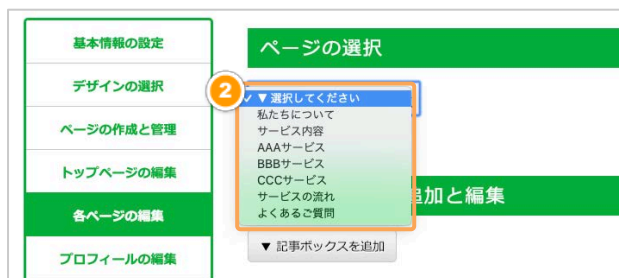 基本情報の設定
デザインの選択
ページの作成と管理
トップページの編集
各ページの編集
プロフィールの編集
ページの選択
2
✓ ▼ 選択してください
私たちについて
サービス内容
AAAサービス
BBBサービス
CCCサービス
サービスの流れ
よくあるご質問
追加と編集
▼ 記事ボックスを追加